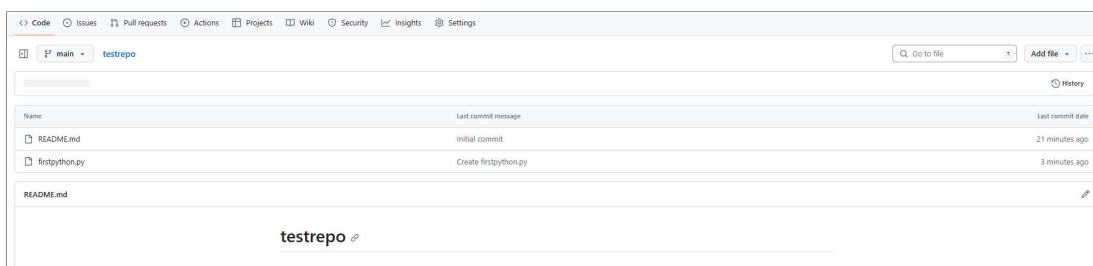 <> Code Issues Pull requests Actions Projects Wiki Security Insights Settings
main testrepo Go to file t Add file ...
History
Name Last commit message Last commit date
README.md Initial commit 21 minutes ago
firstpython.py Create firstpython.py 3 minutes ago
README.md
testrepo